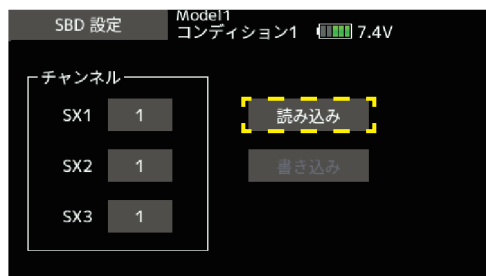 SBD 設定
Model1
コンディション1 7.4V
チャンネル
SX1 1
読み込み
SX2 1
書き込み
SX3 1